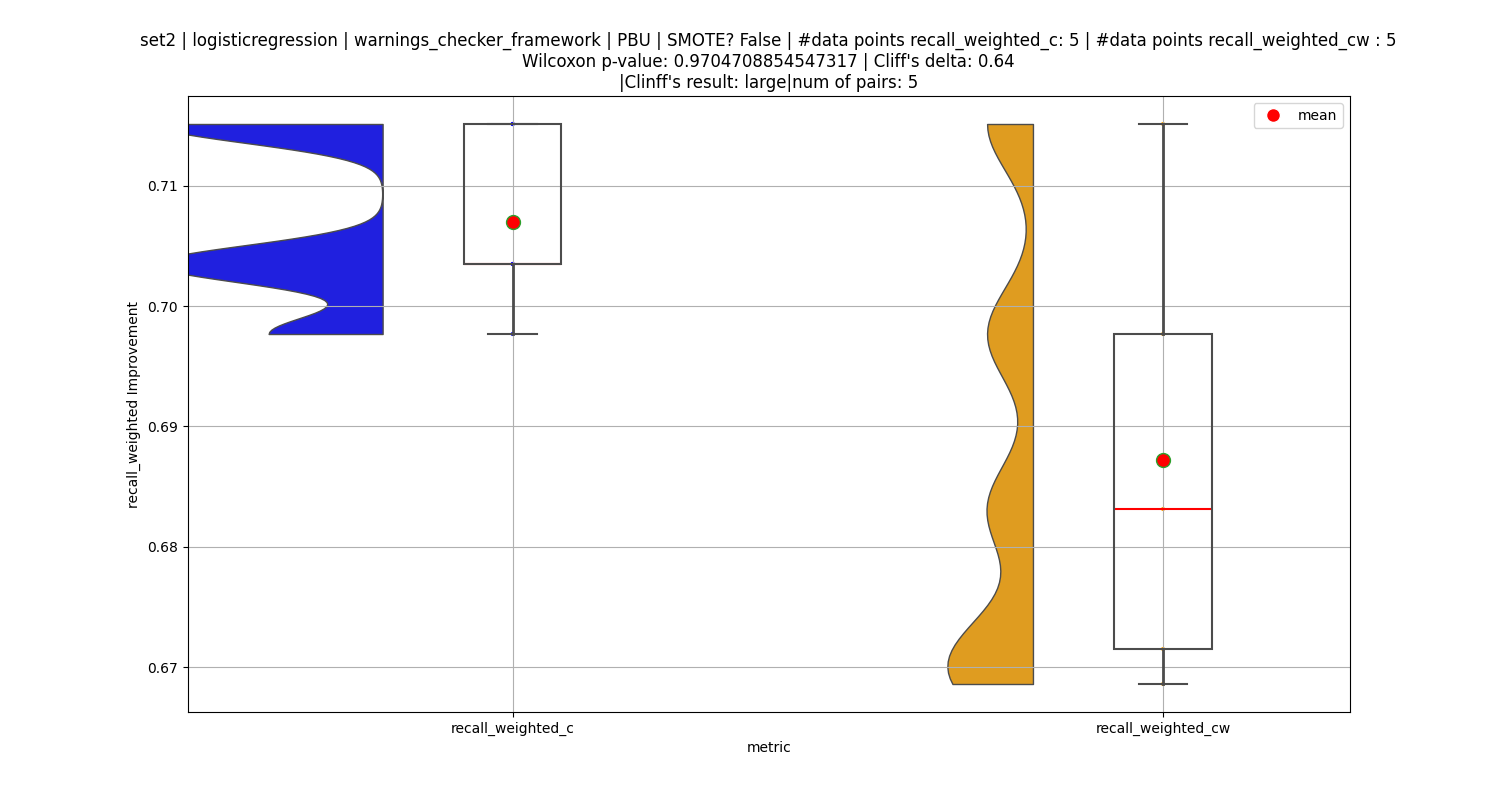 set2 | logisticregression | warnings_checker_framework | PBU | SMOTE? False | #data points recall_weighted_c: 5 | #data points recall_weighted_cw : 5
Wilcoxon p-value: 0.9704708854547317 | Cliff's delta: 0.64
|Clinff's result: large|num of pairs: 5
mean
0.71
0.70
0.69
0.68
0.67
recall_weighted Improvement
recall_weighted_c
recall_weighted_cw
metric